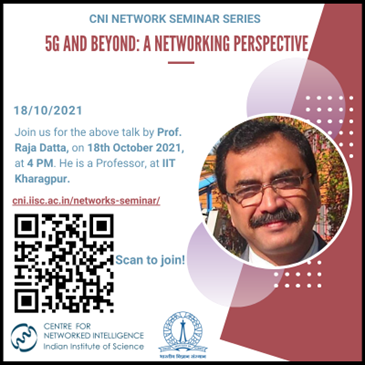 CNI NETWORK SEMINAR SERIES
5G AND BEYOND: A NETWORKING PERSPECTIVE
18/10/2021
Join us for the above talk by Prof.
Raja Datta, on 18th October 2021,
at 4 PM. He is a Professor, at IIT
Kharagpur.
cni.iisc.ac.in/networks-seminar/
Scan to join!
CENTRE FOR
NETWORKED INTELLIGENCE
Indian Institute of Science
भारतीय विज्ञान संस्थान